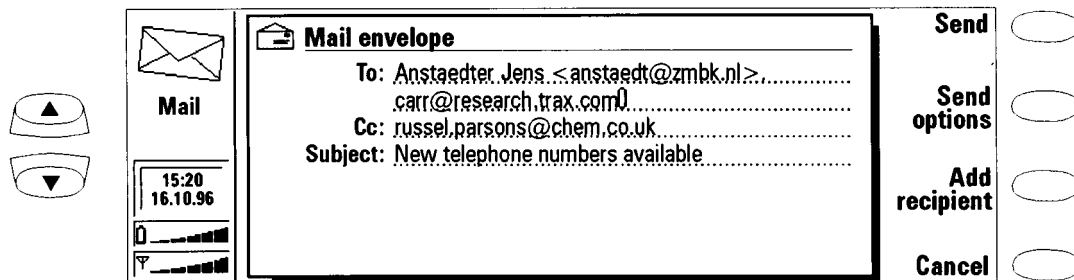 Mail
15:20
16.10.96
Mail envelope
To: Anstaedter Jens <anstaedt@zmbk.nl>,
carr@research.trax.com
Cc: russel.parsons@chem.co.uk
Subject: New telephone numbers available
Send
Send
options
Add
recipient
Cancel